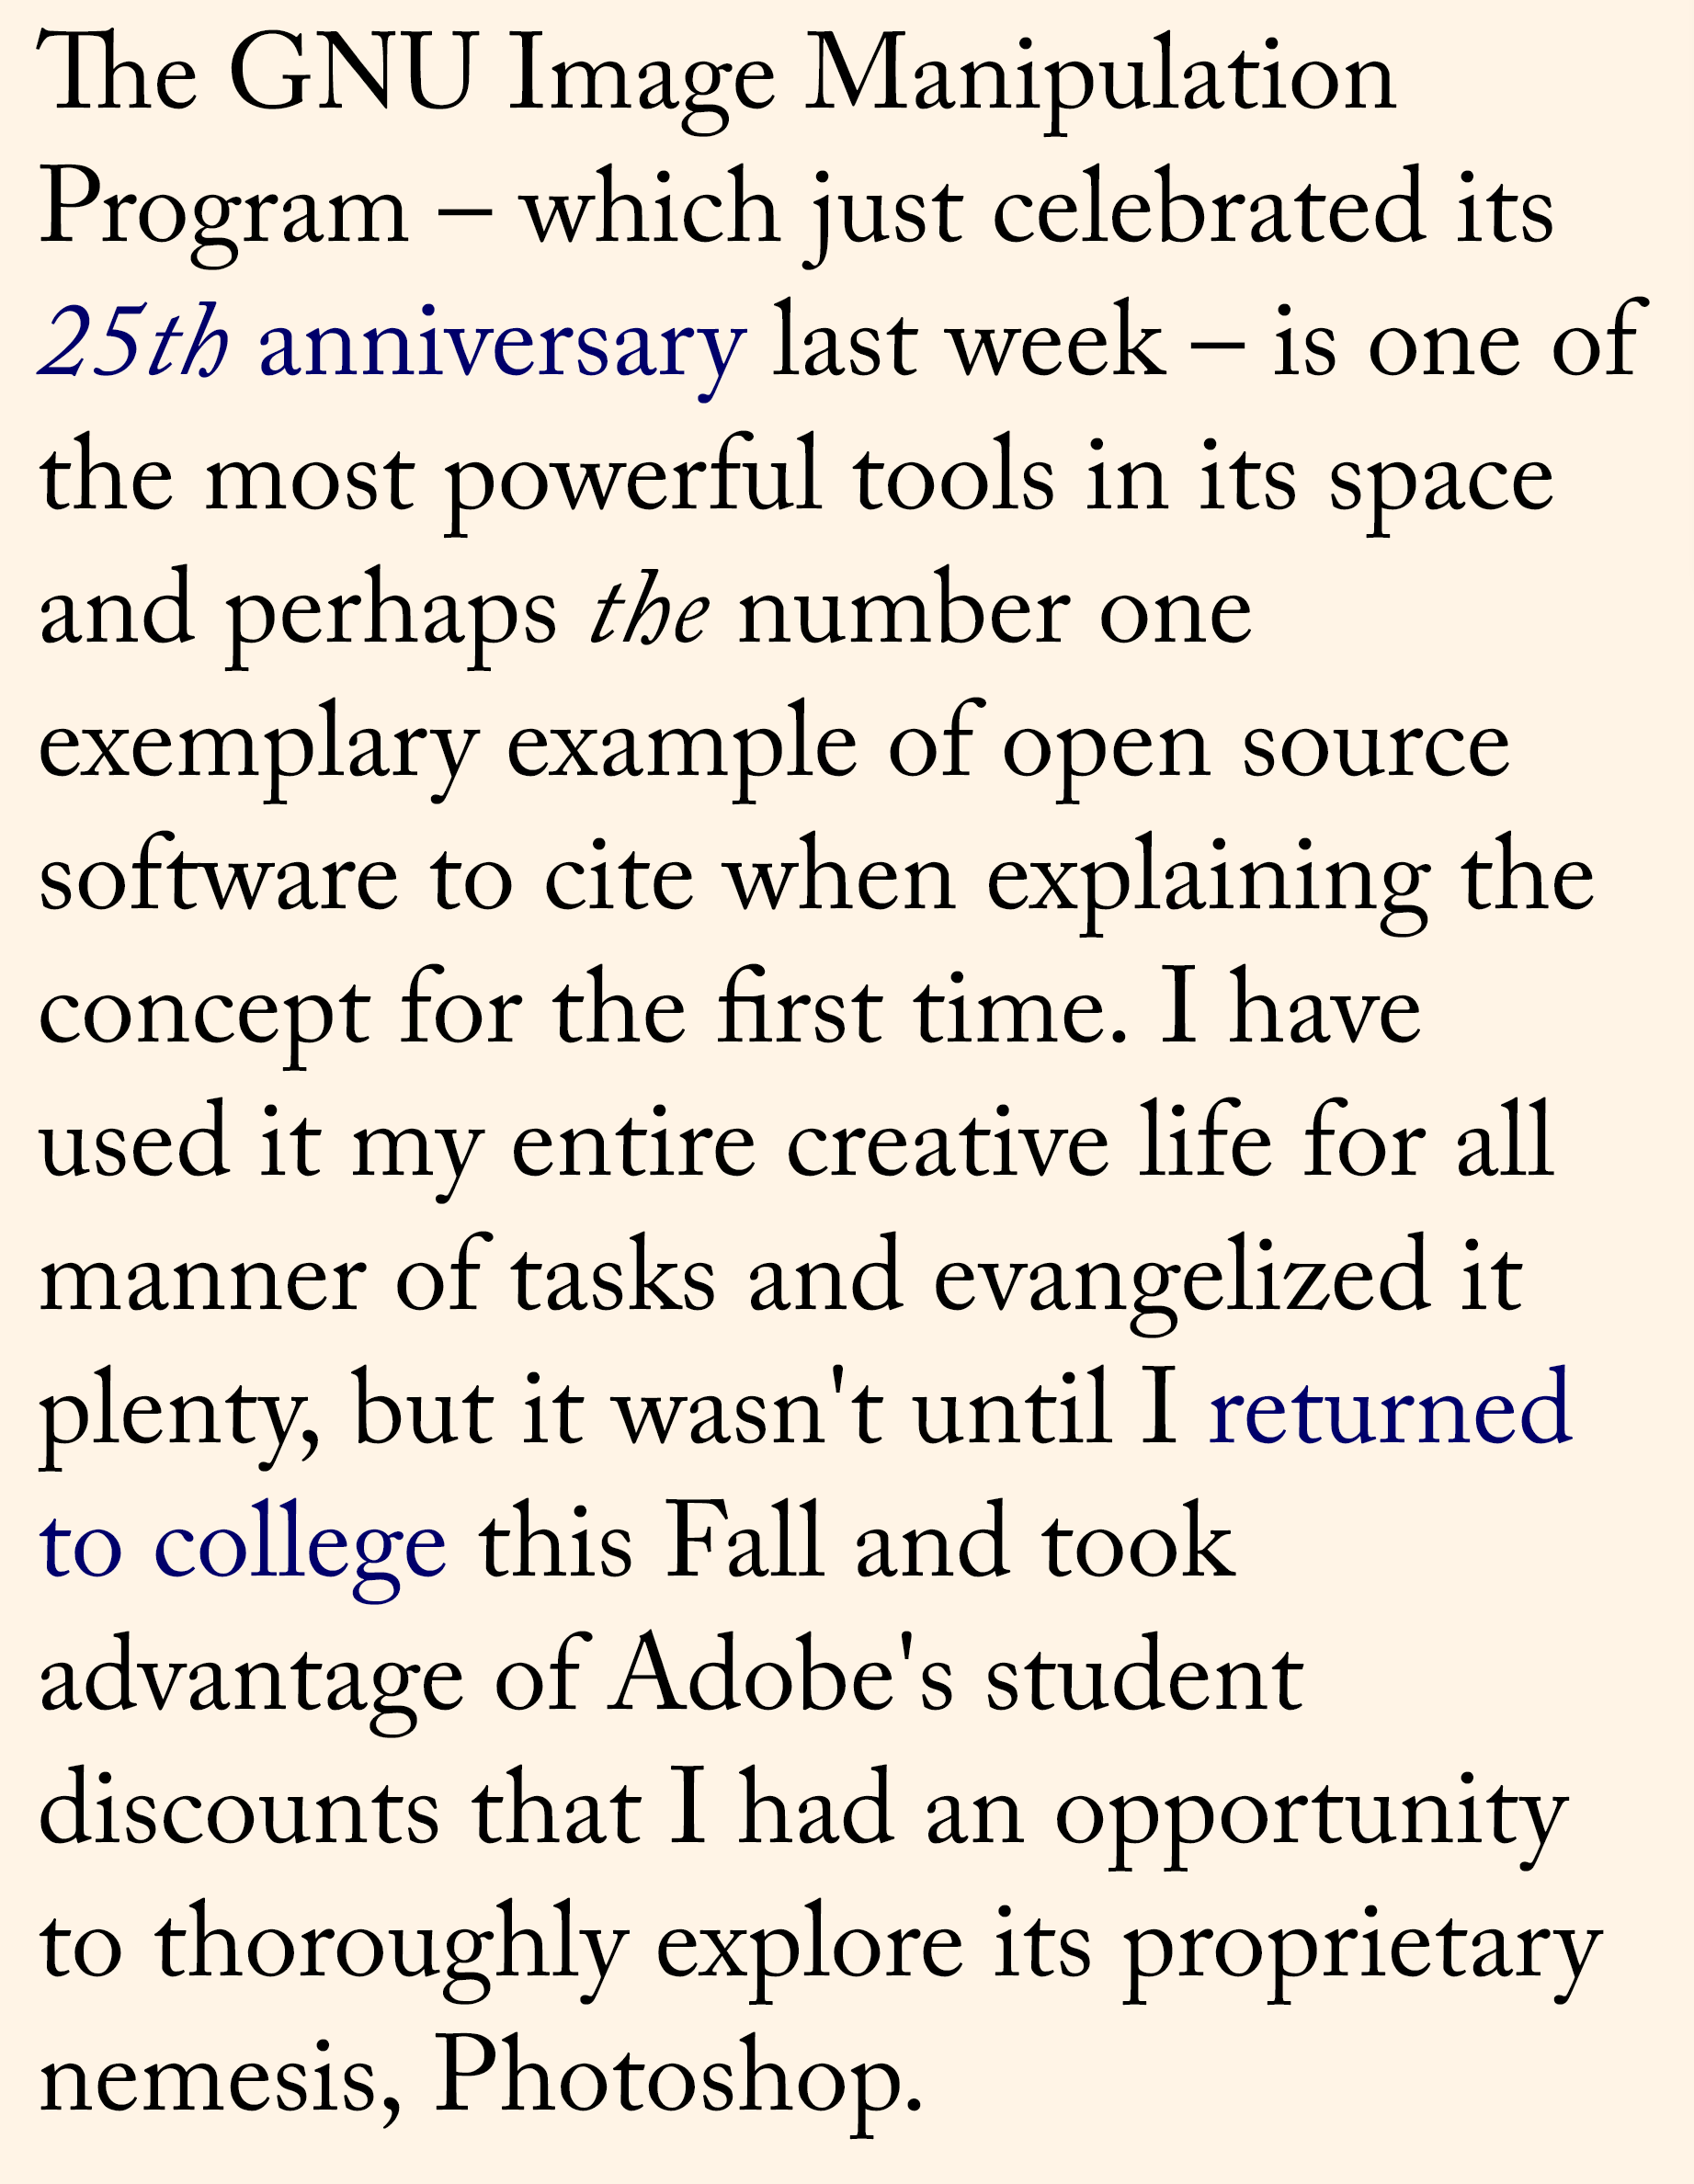 The GNU Image Manipulation
Program – which just celebrated its
25th anniversary last week – is one of
the most powerful tools in its space
and perhaps the number one
exemplary example of open source
software to cite when explaining the
concept for the first time. I have
used it my entire creative life for all
manner of tasks and evangelized it
plenty, but it wasn't until I returned
to college this Fall and took
advantage of Adobe's student
discounts that I had an opportunity
to thoroughly explore its proprietary
nemesis, Photoshop.